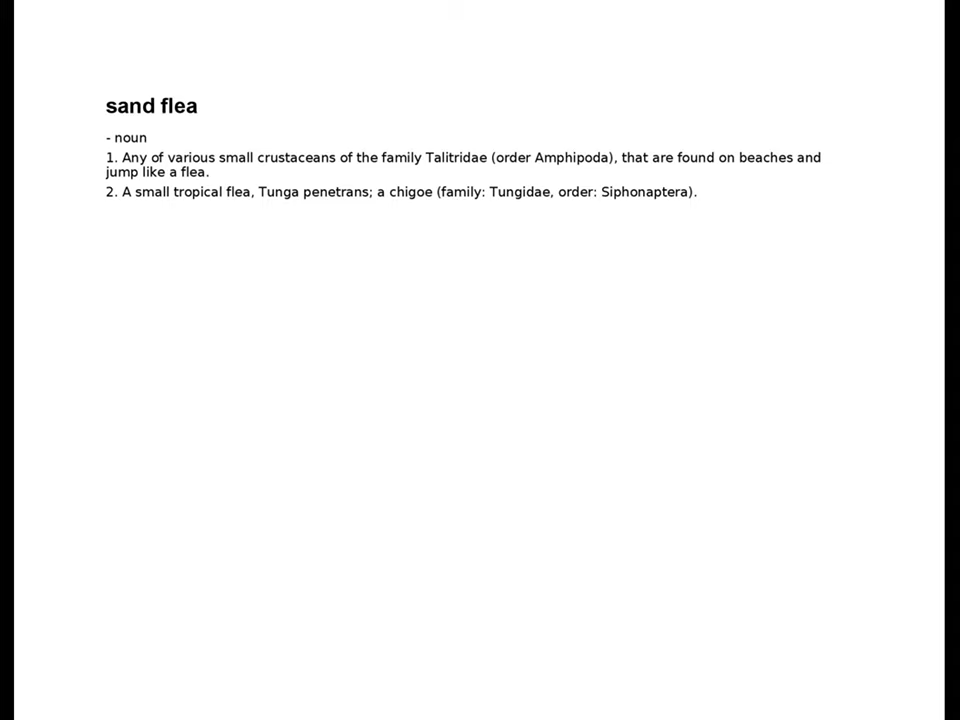 sand flea
- noun
1. Any of various small crustaceans of the family Talitridae (order Amphipoda), that are found on beaches and
jump like a flea.
2. A small tropical flea, Tunga penetrans; a chigoe (family: Tungidae, order: Siphonaptera).